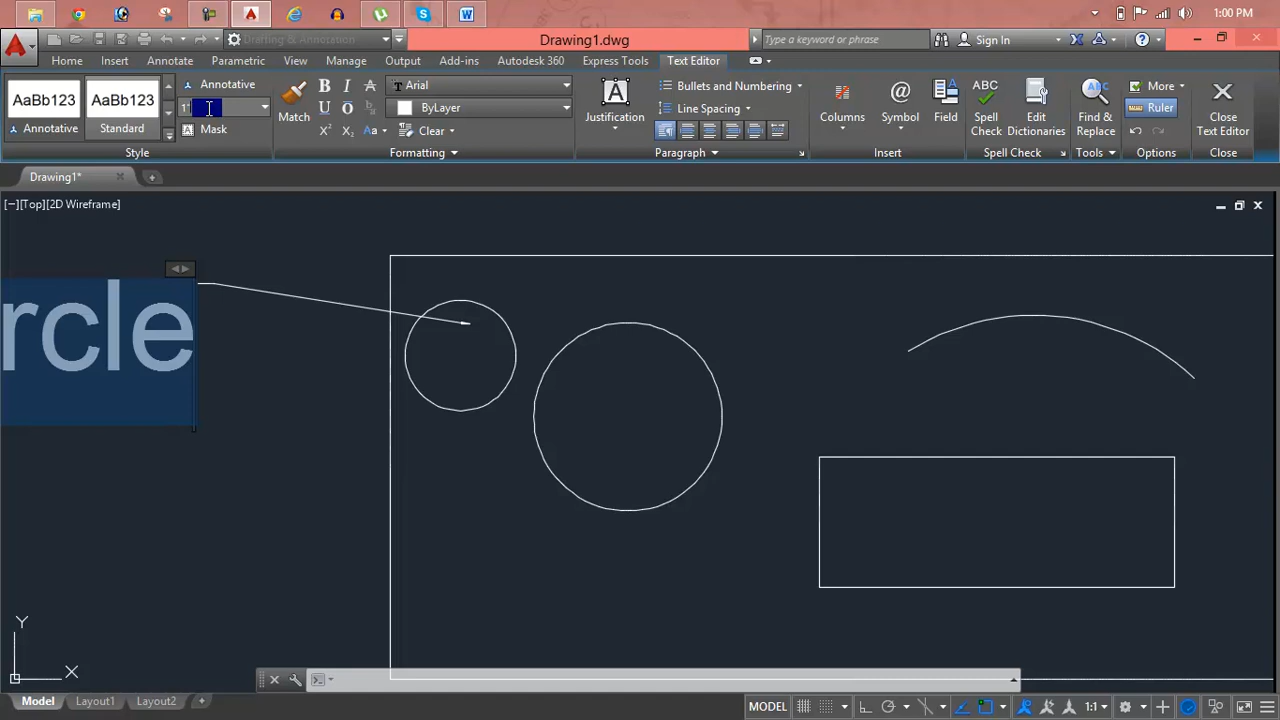 1:00 PM
Drafting & Annotation
Drawing1.dwg
Type a keyword or phrase
Sign In
Home Insert Annotate Parametric View Manage Output Add-ins Autodesk 360 Express Tools Text Editor
AaBb123 AaBb123
Annotative Standard
Annotative
1"
Mask
Style
Match
B I A
U O
Aa
Arial
ByLayer
Clear
Formatting
A
Justification
Bullets and Numbering
Line Spacing
Paragraph
Columns
@
Symbol
Field
Insert
ABC
Spell
Check
Edit
Dictionaries
Spell Check
Find &
Replace
Tools
More
Ruler
Options
Close
Text Editor
Close
Drawing1*
[−][Top][2D Wireframe]
rcle
Y
X
Model Layout1 Layout2
MODEL
1:1